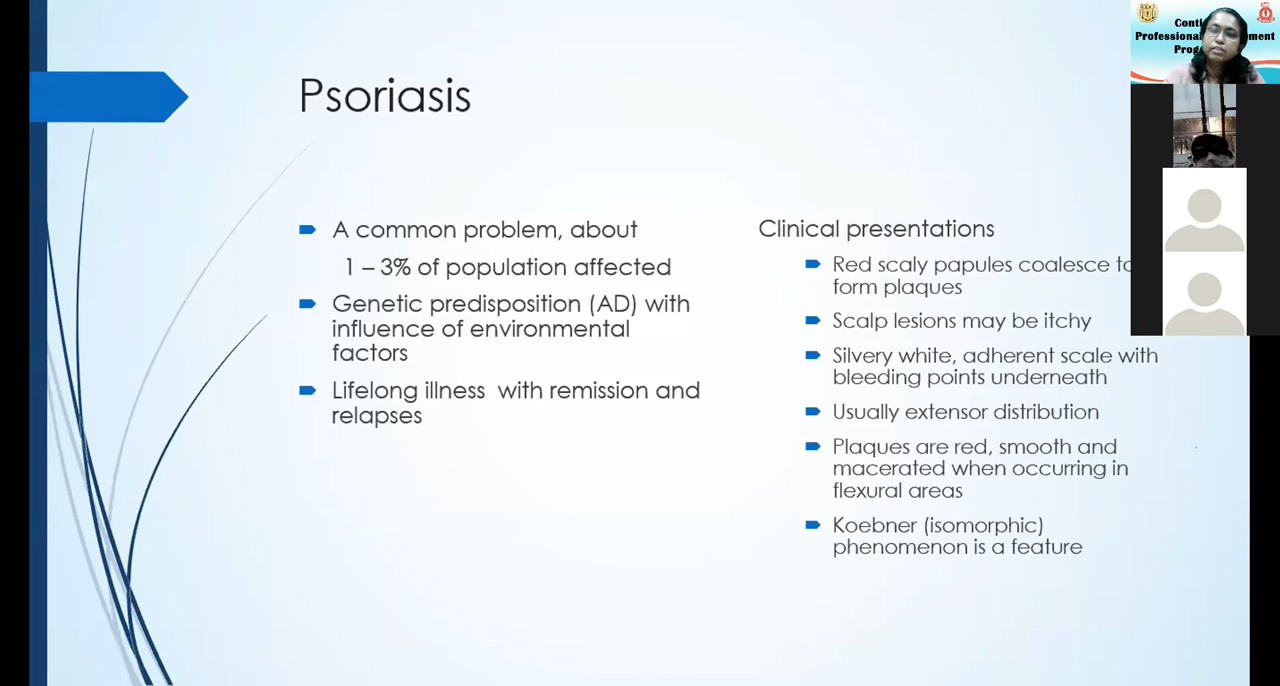 Psoriasis
A common problem, about
1 – 3% of population affected
Genetic predisposition (AD) with
influence of environmental
factors
Lifelong illness with remission and
relapses
Clinical presentations
Red scaly papules coalesce to
form plaques
Scalp lesions may be itchy
Silvery white, adherent scale with
bleeding points underneath
Usually extensor distribution
Plaques are red, smooth and
macerated when occurring in
flexural areas
Koebner (isomorphic)
phenomenon is a feature
Conti
Professional ment
Prog